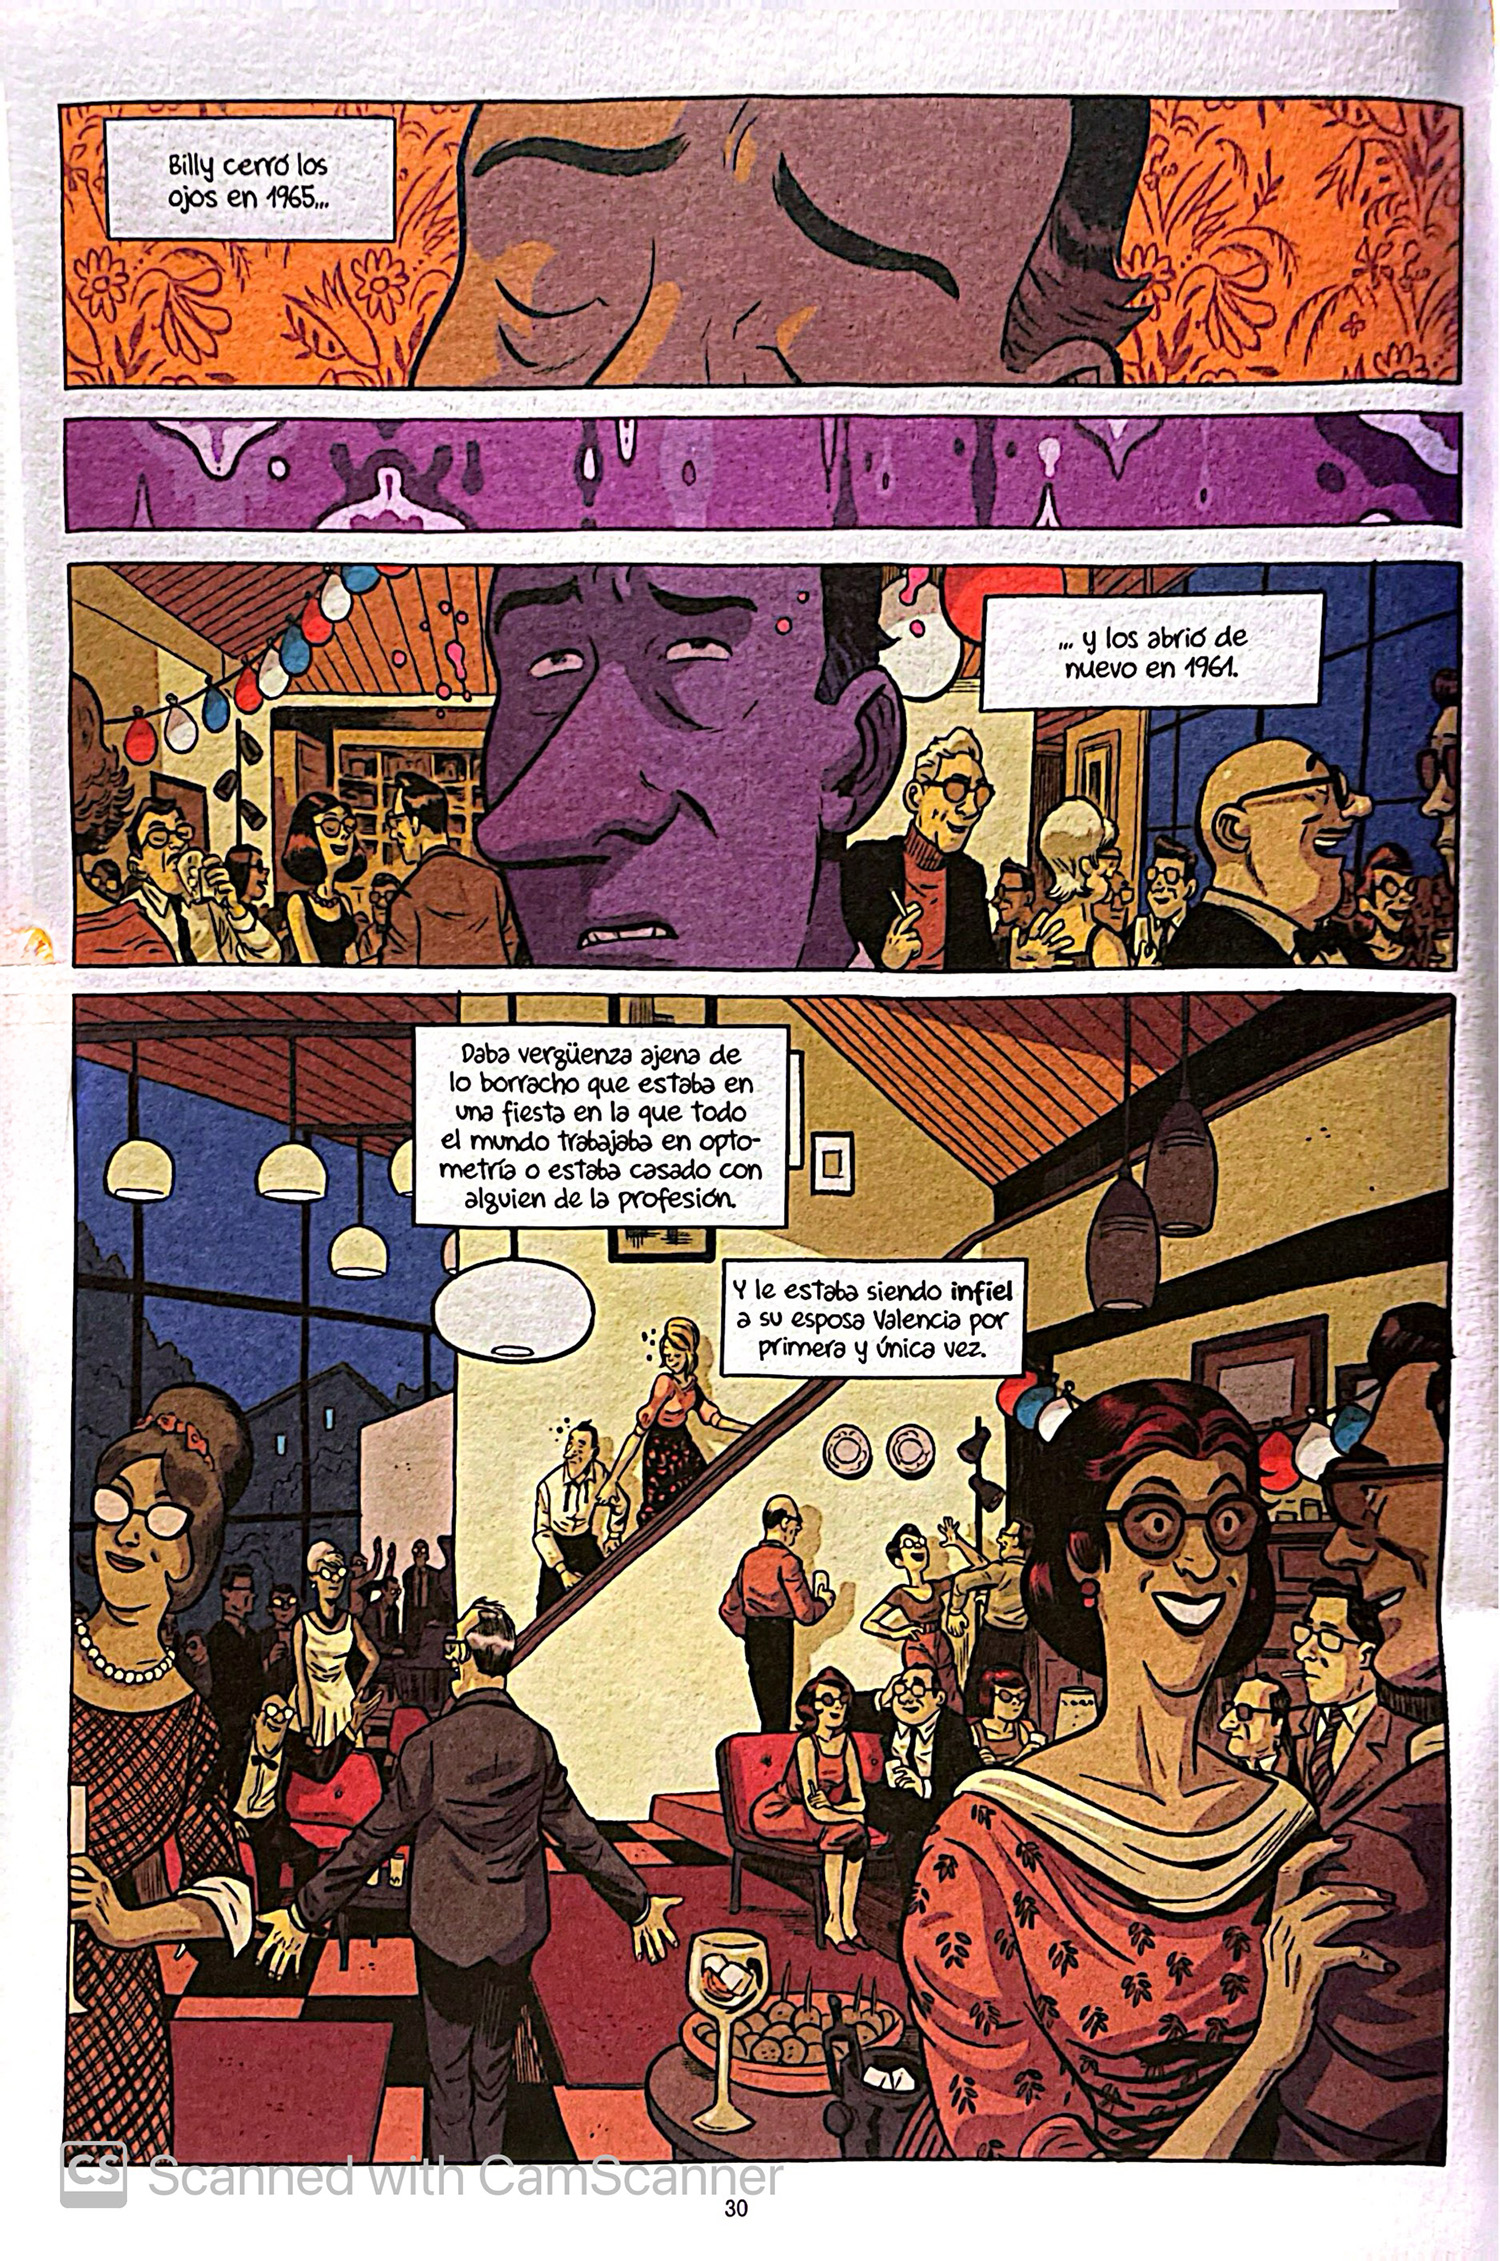 Billy cerró los
ojos en 1965...
... y los abrió de
nuevo en 1961.
Daba vergüenza ajena de
lo borracho que estaba en
una fiesta en la que todo
el mundo trabajaba en opto-
metría o estaba casado con
alguien de la profesión.
Y le estaba siendo infiel
a su esposa Valencia por
primera y única vez.
CS Scanned with CamScanner
30